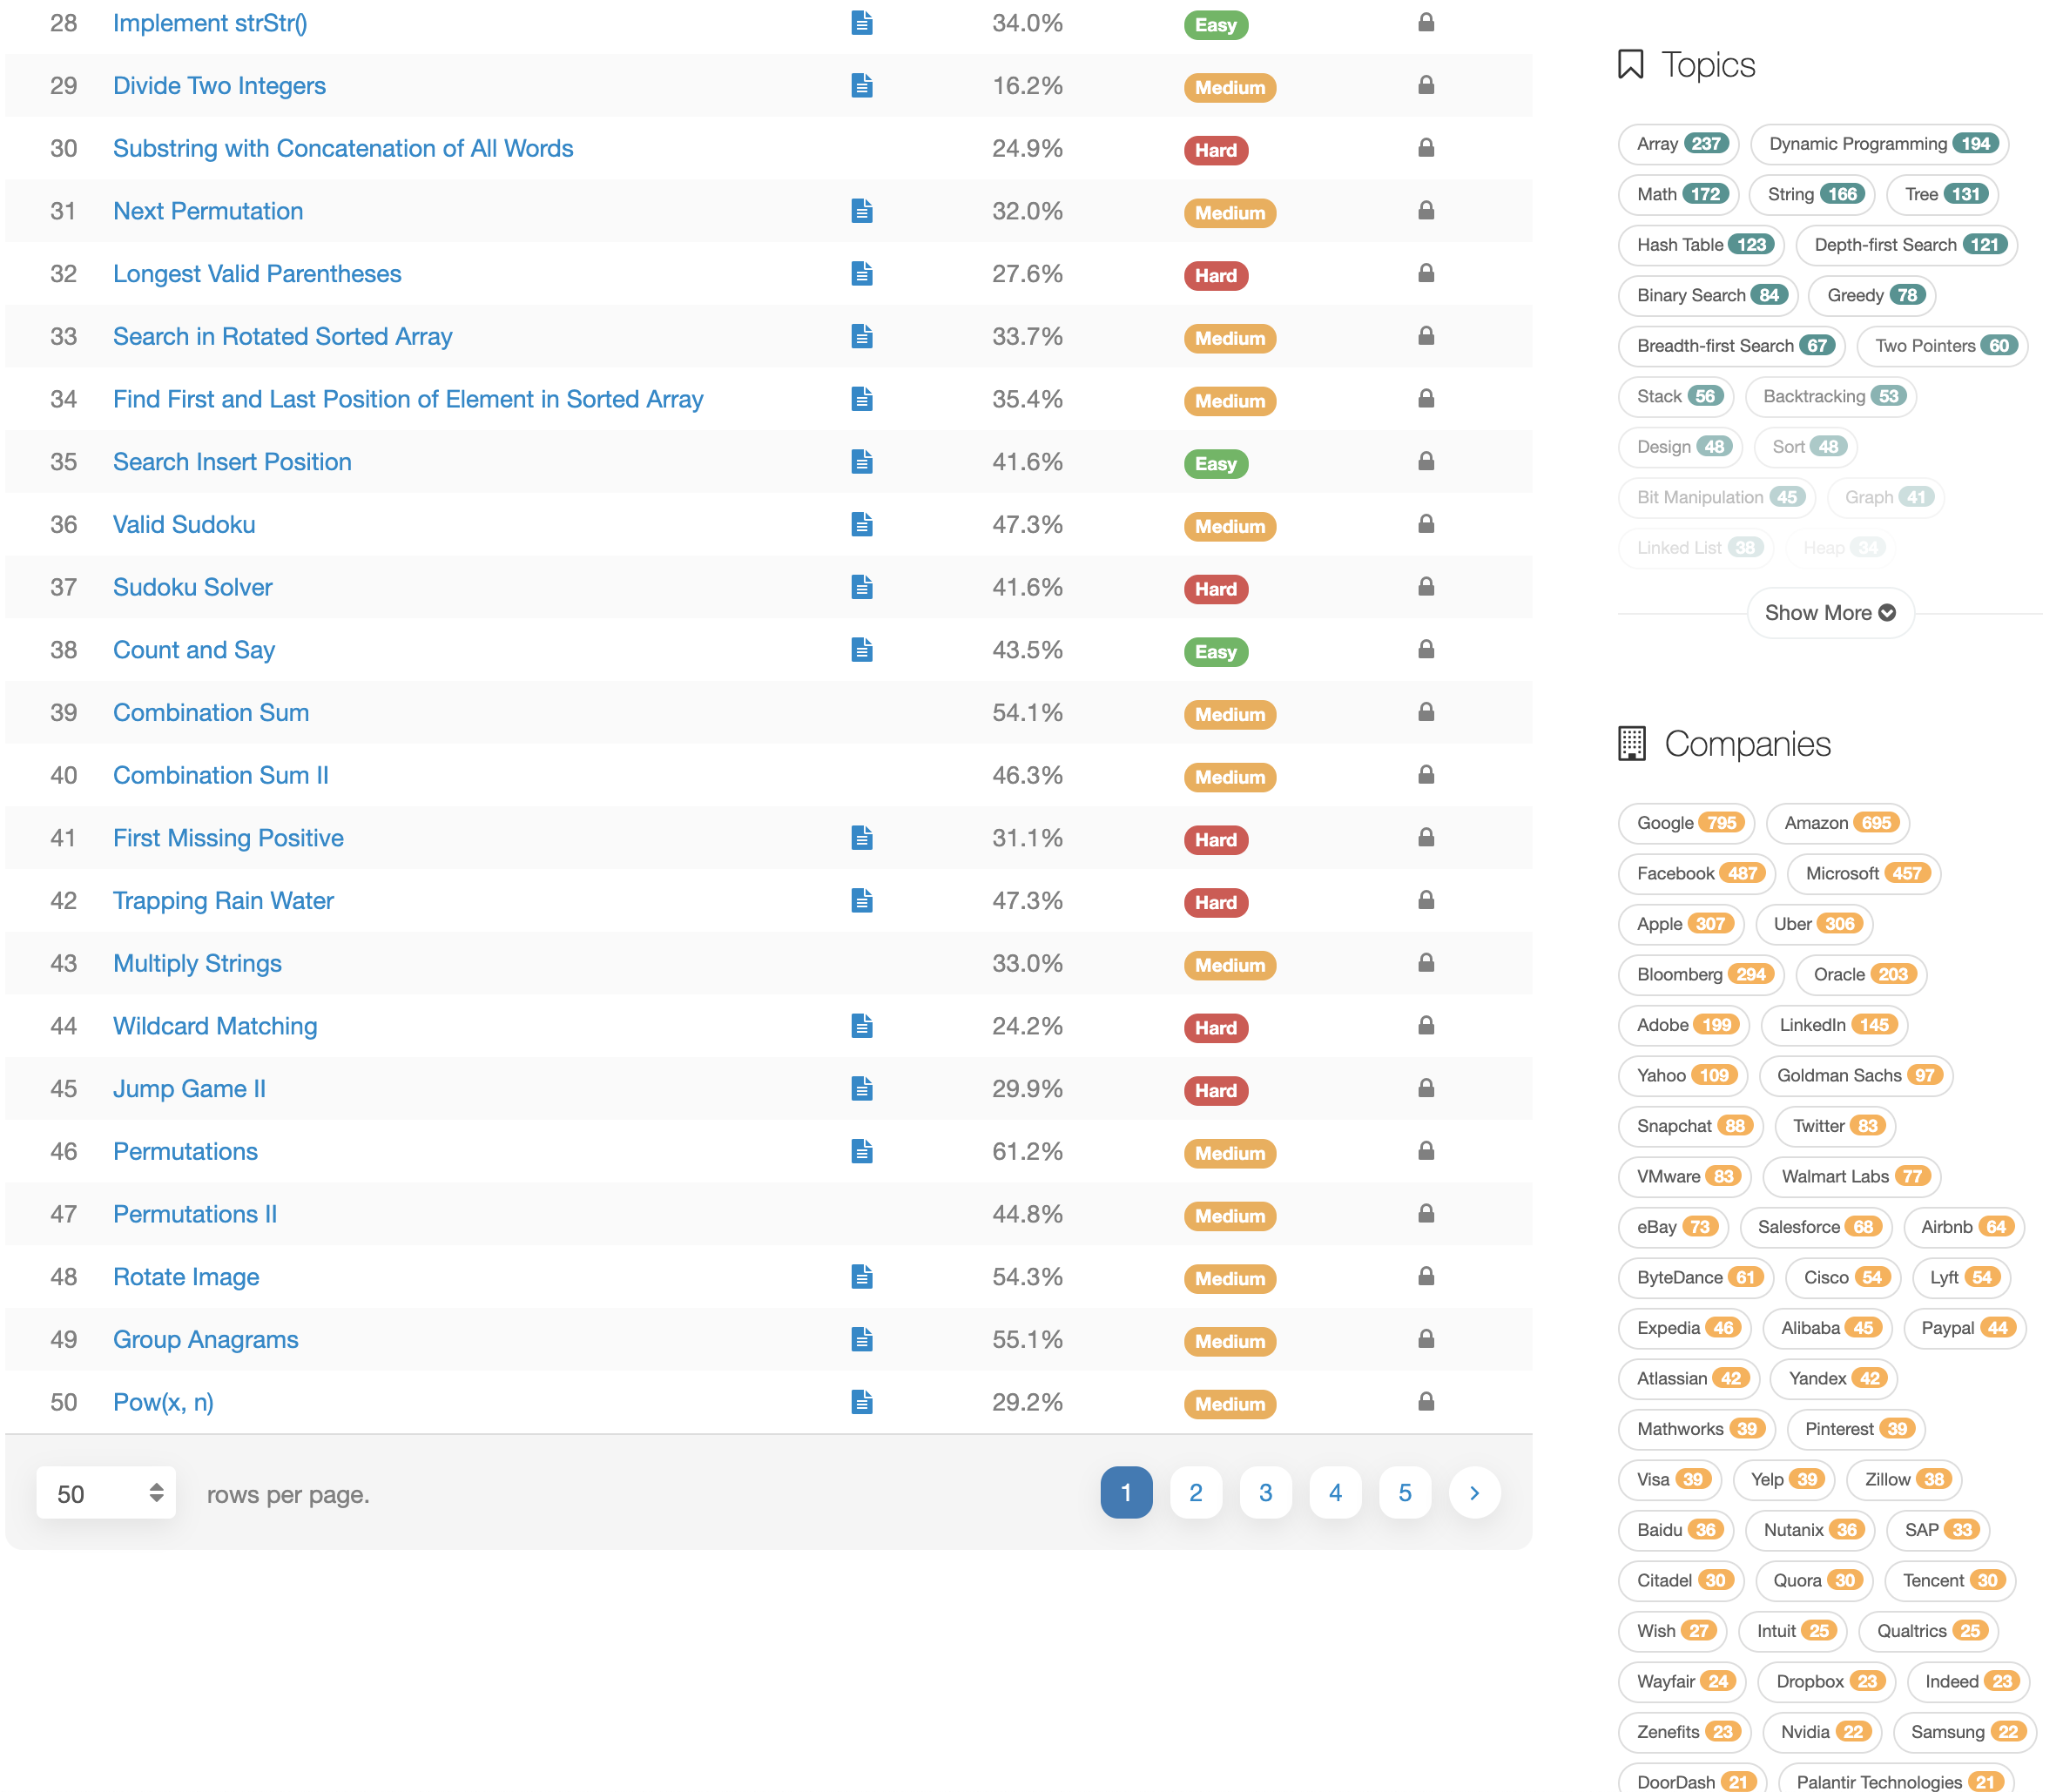 28 Implement strStr() 34.0% Easy
29 Divide Two Integers 16.2% Medium
30 Substring with Concatenation of All Words 24.9% Hard
31 Next Permutation 32.0% Medium
32 Longest Valid Parentheses 27.6% Hard
33 Search in Rotated Sorted Array 33.7% Medium
34 Find First and Last Position of Element in Sorted Array 35.4% Medium
35 Search Insert Position 41.6% Easy
36 Valid Sudoku 47.3% Medium
37 Sudoku Solver 41.6% Hard
38 Count and Say 43.5% Easy
39 Combination Sum 54.1% Medium
40 Combination Sum II 46.3% Medium
41 First Missing Positive 31.1% Hard
42 Trapping Rain Water 47.3% Hard
43 Multiply Strings 33.0% Medium
44 Wildcard Matching 24.2% Hard
45 Jump Game II 29.9% Hard
46 Permutations 61.2% Medium
47 Permutations II 44.8% Medium
48 Rotate Image 54.3% Medium
49 Group Anagrams 55.1% Medium
50 Pow(x, n) 29.2% Medium
50 rows per page. 1 2 3 4 5
Topics
Array 237 Dynamic Programming 194
Math 172 String 166 Tree 131
Hash Table 123 Depth-first Search 121
Binary Search 84 Greedy 78
Breadth-first Search 67 Two Pointers 60
Stack 56 Backtracking 53
Design 48 Sort 48
Bit Manipulation 45 Graph 41
Linked List 38 Heap 34
Show More
Companies
Google 795 Amazon 695
Facebook 487 Microsoft 457
Apple 307 Uber 306
Bloomberg 294 Oracle 203
Adobe 199 LinkedIn 145
Yahoo 109 Goldman Sachs 97
Snapchat 88 Twitter 83
VMware 83 Walmart Labs 77
eBay 73 Salesforce 68 Airbnb 64
ByteDance 61 Cisco 54 Lyft 54
Expedia 46 Alibaba 45 Paypal 44
Atlassian 42 Yandex 42
Mathworks 39 Pinterest 39
Visa 39 Yelp 39 Zillow 38
Baidu 36 Nutanix 36 SAP 33
Citadel 30 Quora 30 Tencent 30
Wish 27 Intuit 25 Qualtrics 25
Wayfair 24 Dropbox 23 Indeed 23
Zenefits 23 Nvidia 22 Samsung 22
DoorDash 21 Palantir Technologies 21